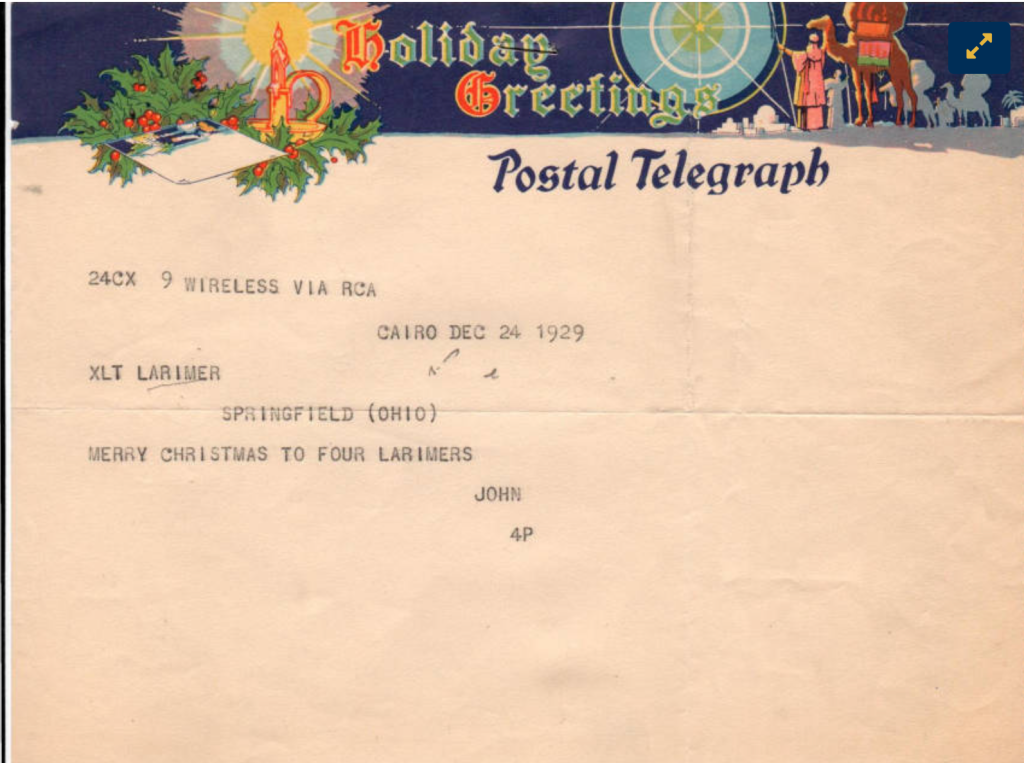 Holiday
Greetings
Postal Telegraph
24CX 9 WIRELESS VIA RCA
CAIRO DEC 24 1929
XLT LARIMER
SPRINGFIELD (OHIO)
MERRY CHRISTMAS TO FOUR LARIMERS
JOHN
4P